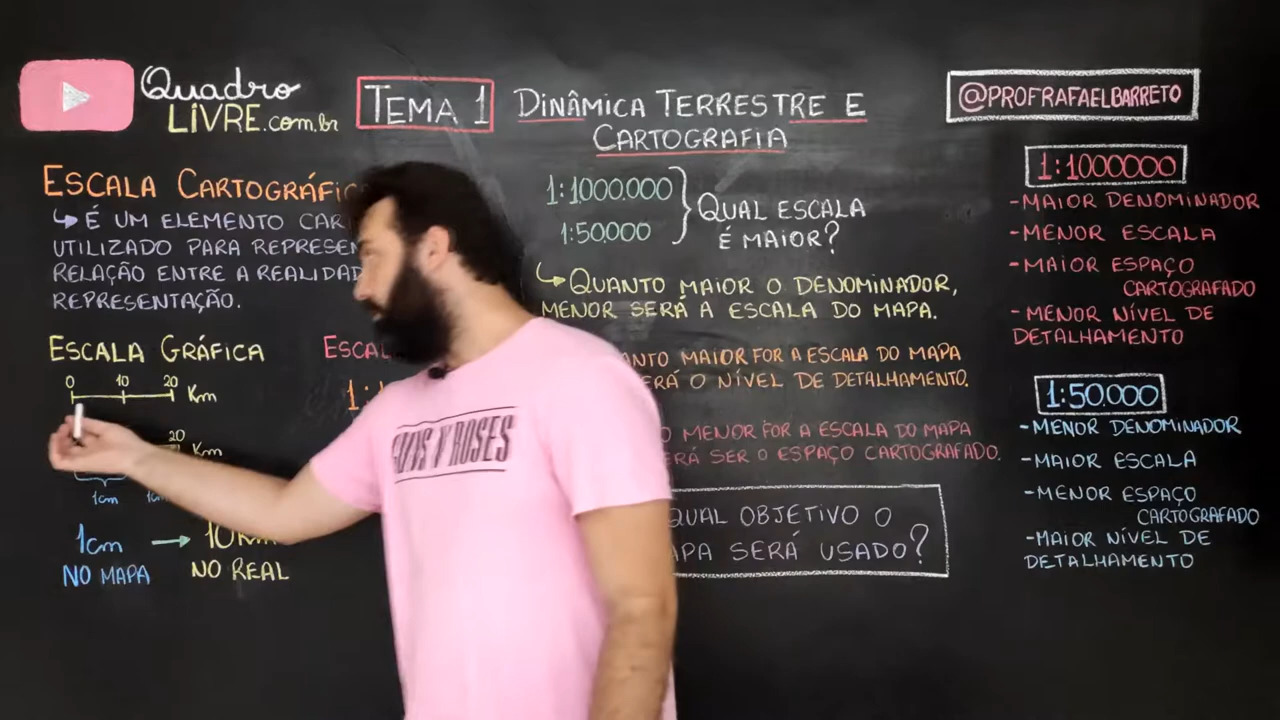 Quadro
LIVRE.com.br
TEMA 1
DINÂMICA TERRESTRE E
CARTOGRAFIA
@PROFRAFAELBARRETO
ESCALA CARTOGRÁFIC
↳ É UM ELEMENTO CAR
UTILIZADO PARA REPRESEN
RELAÇÃO ENTRE A REALIDAD
REPRESENTAÇÃO.
ESCALA GRÁFICA
0 10 20 Km
20 Km
1cm
1cm → 10
NO MAPA NO REAL
ESCAL
1:
GUNS N' ROSES
1:1000.000
1:50.000
QUAL ESCALA
É MAIOR?
↳ QUANTO MAIOR O DENOMINADOR,
MENOR SERÁ A ESCALA DO MAPA.
ANTO MAIOR FOR A ESCALA DO MAPA
ERÁ O NÍVEL DE DETALHAMENTO.
O MENOR FOR A ESCALA DO MAPA
ERÁ SER O ESPAÇO CARTOGRAFADO.
QUAL OBJETIVO O
APA SERÁ USADO?
1:1000000
-MAIOR DENOMINADOR
-MENOR ESCALA
-MAIOR ESPAÇO
CARTOGRAFADO
-MENOR NÍVEL DE
DETALHAMENTO
1:50.000
-MENOR DENOMINADOR
-MAIOR ESCALA
-MENOR ESPAÇO
CARTOGRAFADO
-MAIOR NÍVEL DE
DETALHAMENTO